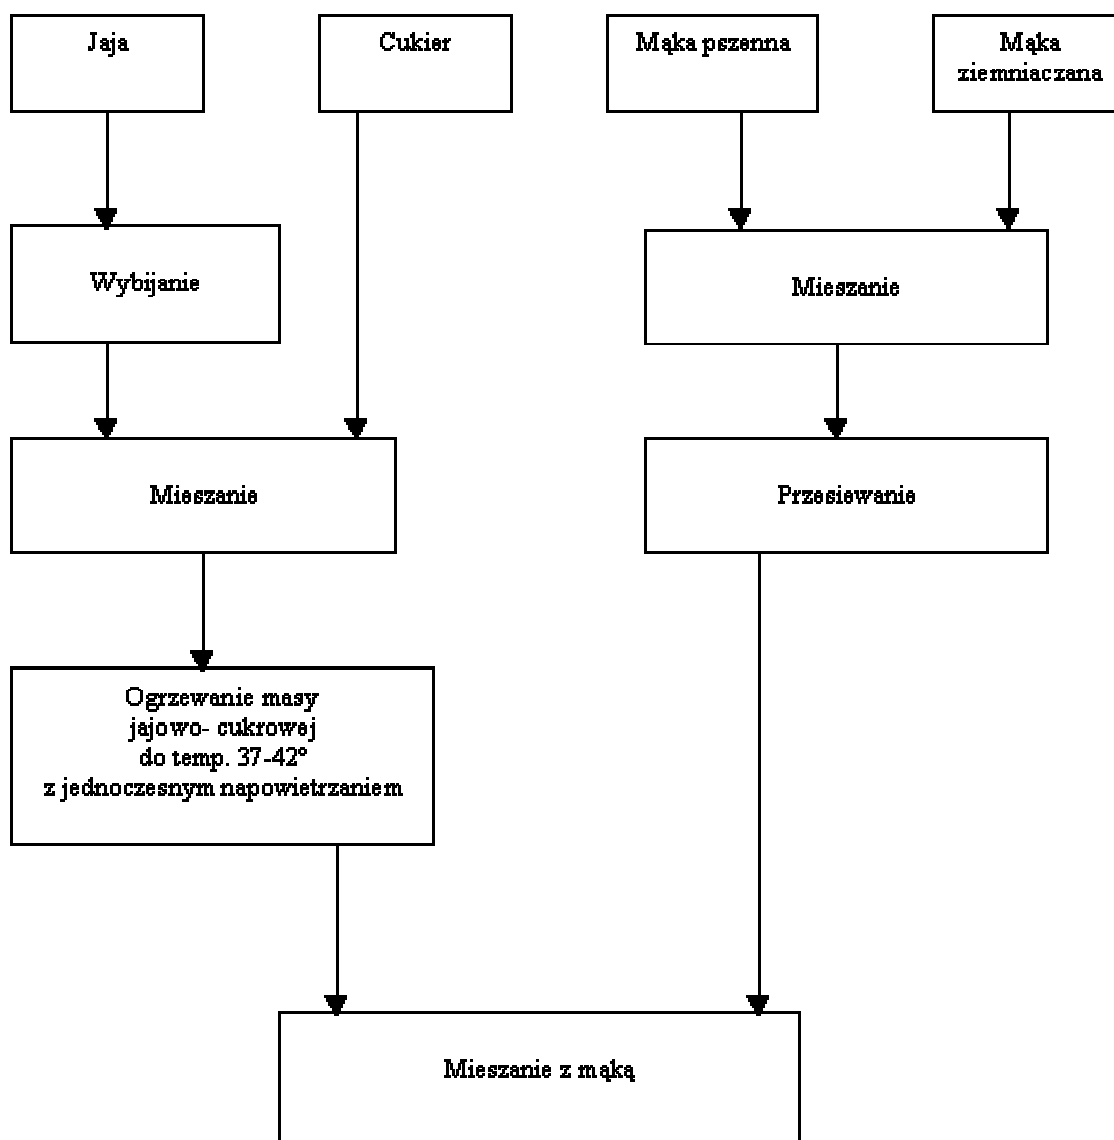 Jaja
Cukier
Mąka pszenna
Mąka
ziemniaczana
Wybijanie
Mieszanie
Mieszanie
Przesiewanie
Ogrzewanie masy
jajowo- cukrowej
do temp. 37-42°
z jednoczesnym napowietrzaniem
Mieszanie z mąką